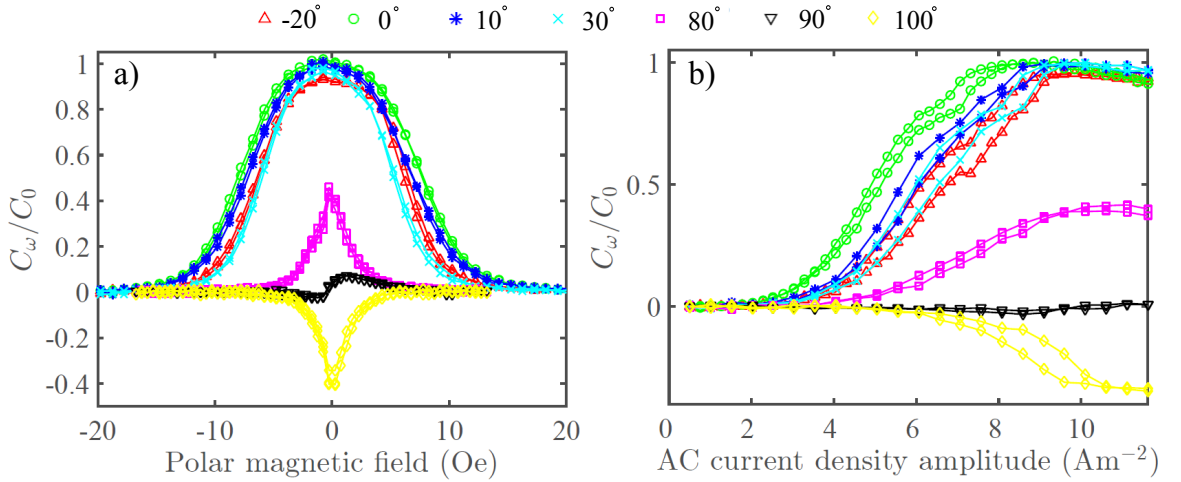 -20° 0° 10° 30° 80° 90° 100°
a)
1
0.8
0.6
0.4
0.2
0
-0.2
-0.4
Cω/C0
-20 -10 0 10 20
Polar magnetic field (Oe)
b)
1
0.5
0
Cω/C0
0 2 4 6 8 10
AC current density amplitude (Am⁻²)